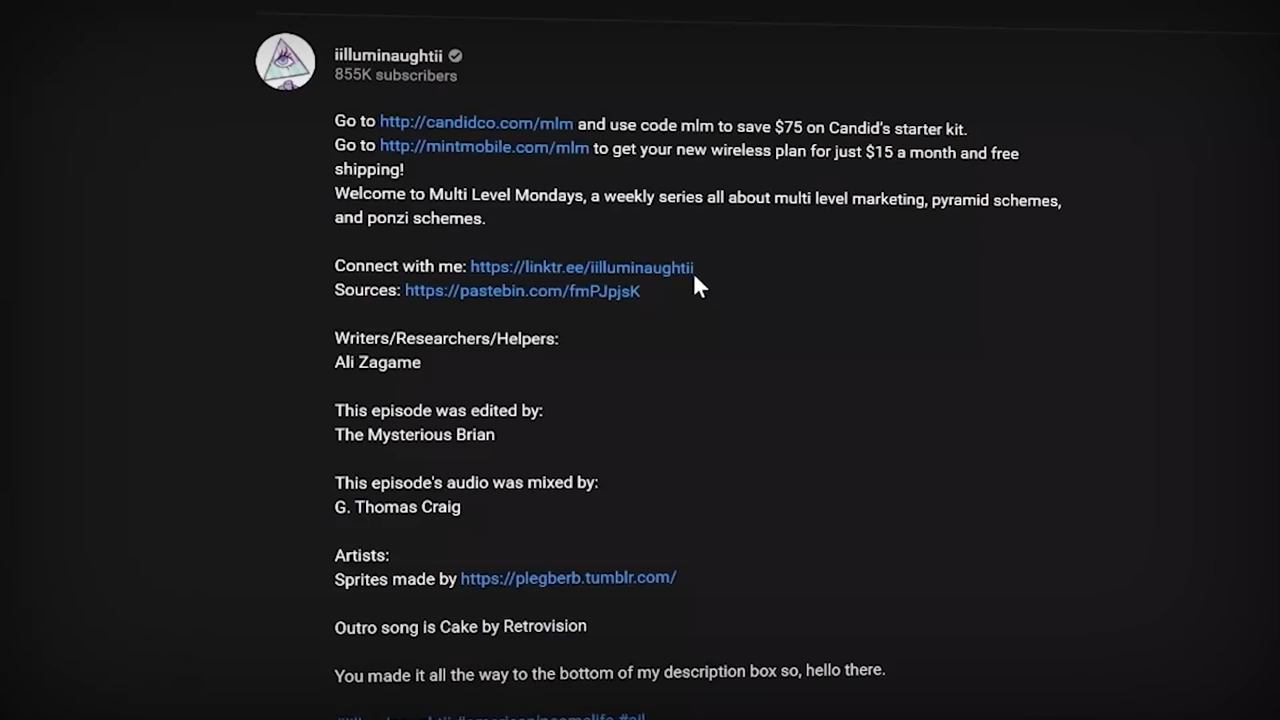 iilluminaughtii
855K subscribers
Go to http://candidco.com/mlm and use code mlm to save $75 on Candid's starter kit.
Go to http://mintmobile.com/mlm to get your new wireless plan for just $15 a month and free
shipping!
Welcome to Multi Level Mondays, a weekly series all about multi level marketing, pyramid schemes,
and ponzi schemes.
Connect with me: https://linktr.ee/iilluminaughtii
Sources: https://pastebin.com/fmPJpjsK
Writers/Researchers/Helpers:
Ali Zagame
This episode was edited by:
The Mysterious Brian
This episode's audio was mixed by:
G. Thomas Craig
Artists:
Sprites made by https://plegberb.tumblr.com/
Outro song is Cake by Retrovision
You made it all the way to the bottom of my description box so, hello there.